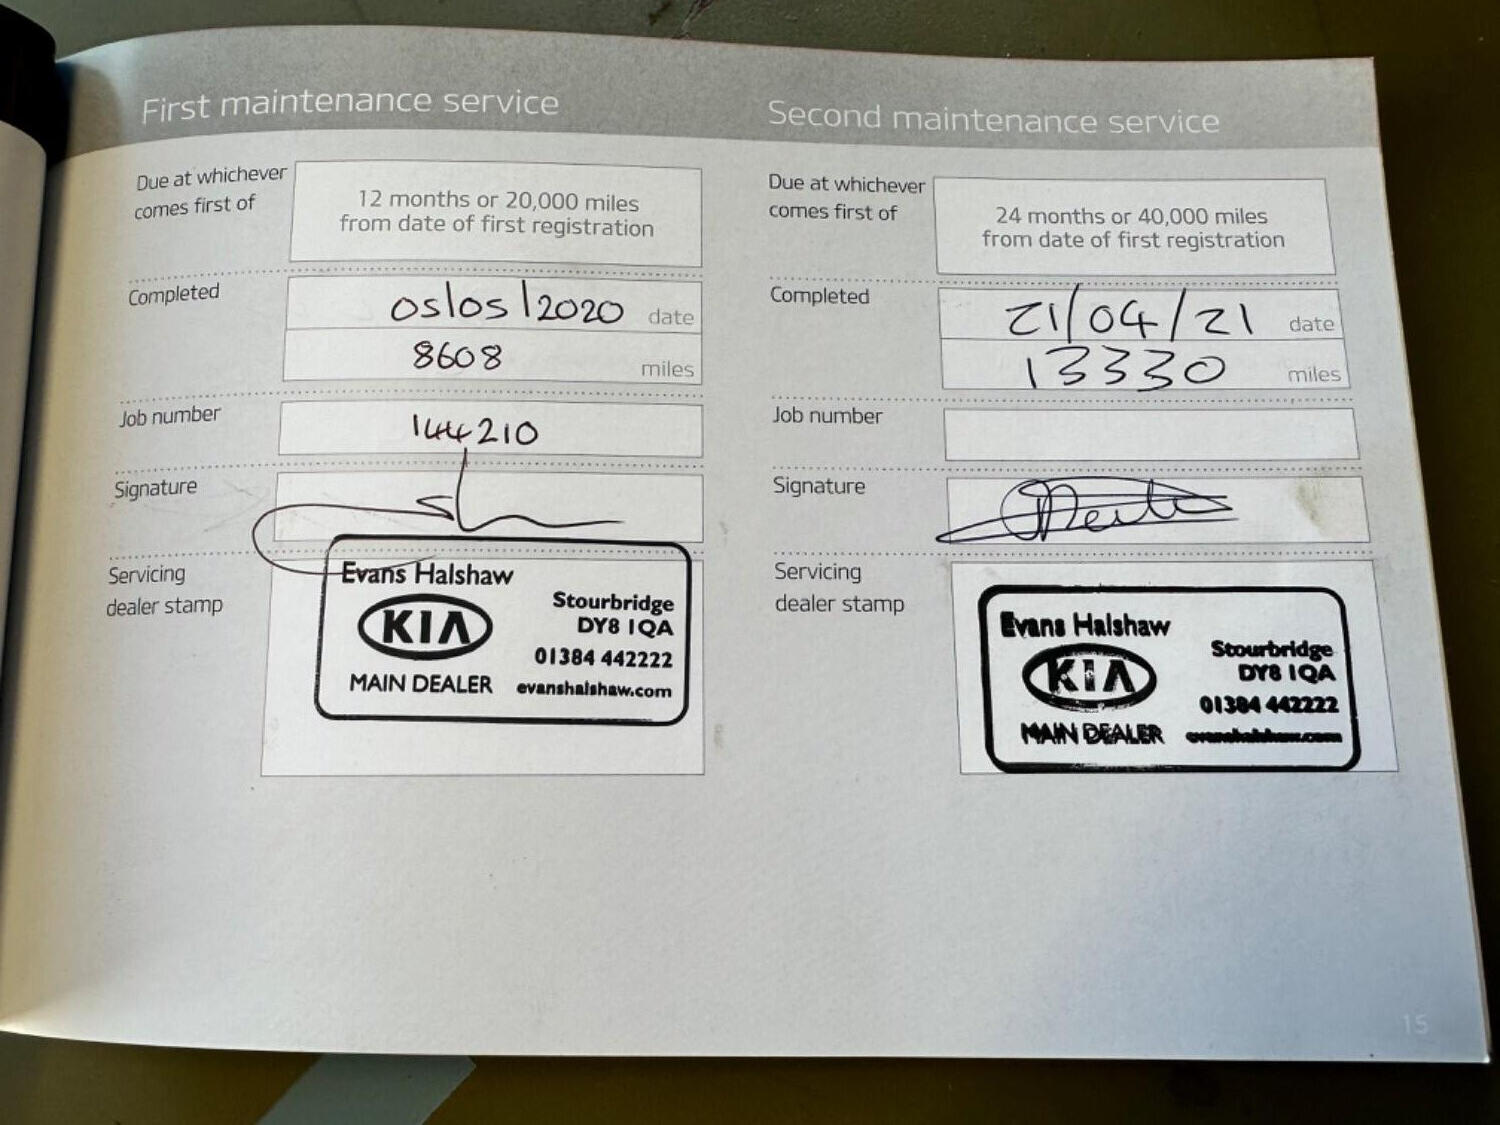 First maintenance service
Due at whichever
comes first of
12 months or 20,000 miles
from date of first registration
Completed
05/05/2020 date
8608 miles
Job number
144210
Signature
Servicing
dealer stamp
Evans Halshaw
KIA
MAIN DEALER
Stourbridge
DY8 1QA
01384 442222
evanshalshaw.com
Second maintenance service
Due at whichever
comes first of
24 months or 40,000 miles
from date of first registration
Completed
21/04/21 date
13330 miles
Job number
Signature
Servicing
dealer stamp
Evans Halshaw
KIA
MAIN DEALER
Stourbridge
DY8 1QA
01384 442222
evanshalshaw.com
15